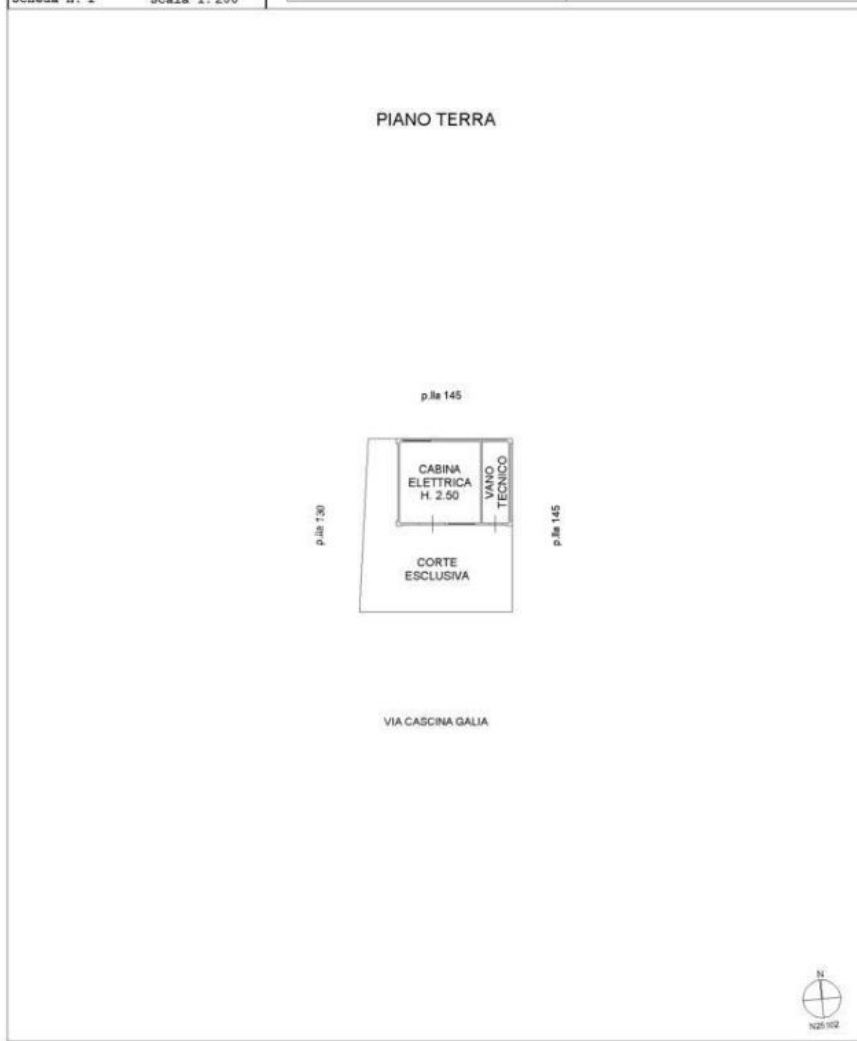 Scheda n. 1 Scala 1:200
PIANO TERRA
p.lla 145
CABINA
ELETTRICA
H. 2.50
VANO
TECNICO
p.lla 130
p.lla 145
CORTE
ESCLUSIVA
VIA CASCINA GALIA
N